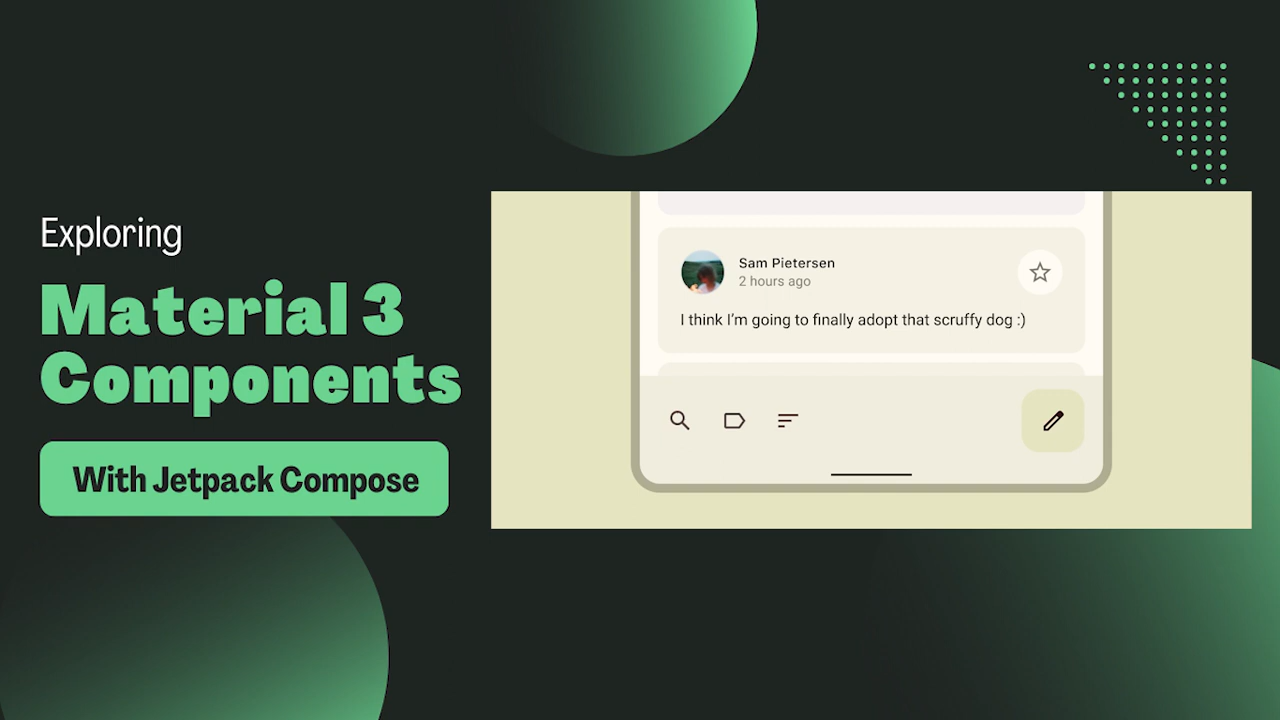 Exploring
Material 3
Components
With Jetpack Compose
Sam Pietersen
2 hours ago
I think I'm going to finally adopt that scruffy dog :)